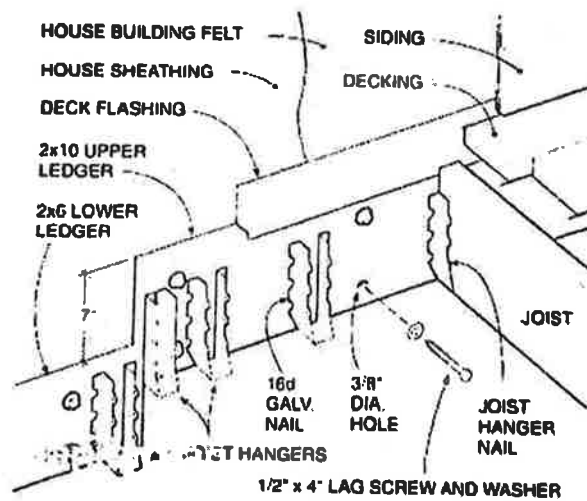 HOUSE BUILDING FELT
SIDING
HOUSE SHEATHING
DECKING
DECK FLASHING
2x10 UPPER
LEDGER
2x6 LOWER
LEDGER
7"
JOIST
16d
GALV.
NAIL
3/8"
DIA.
HOLE
JOIST
HANGER
NAIL
HANGERS
1/2" x 4" LAG SCREW AND WASHER